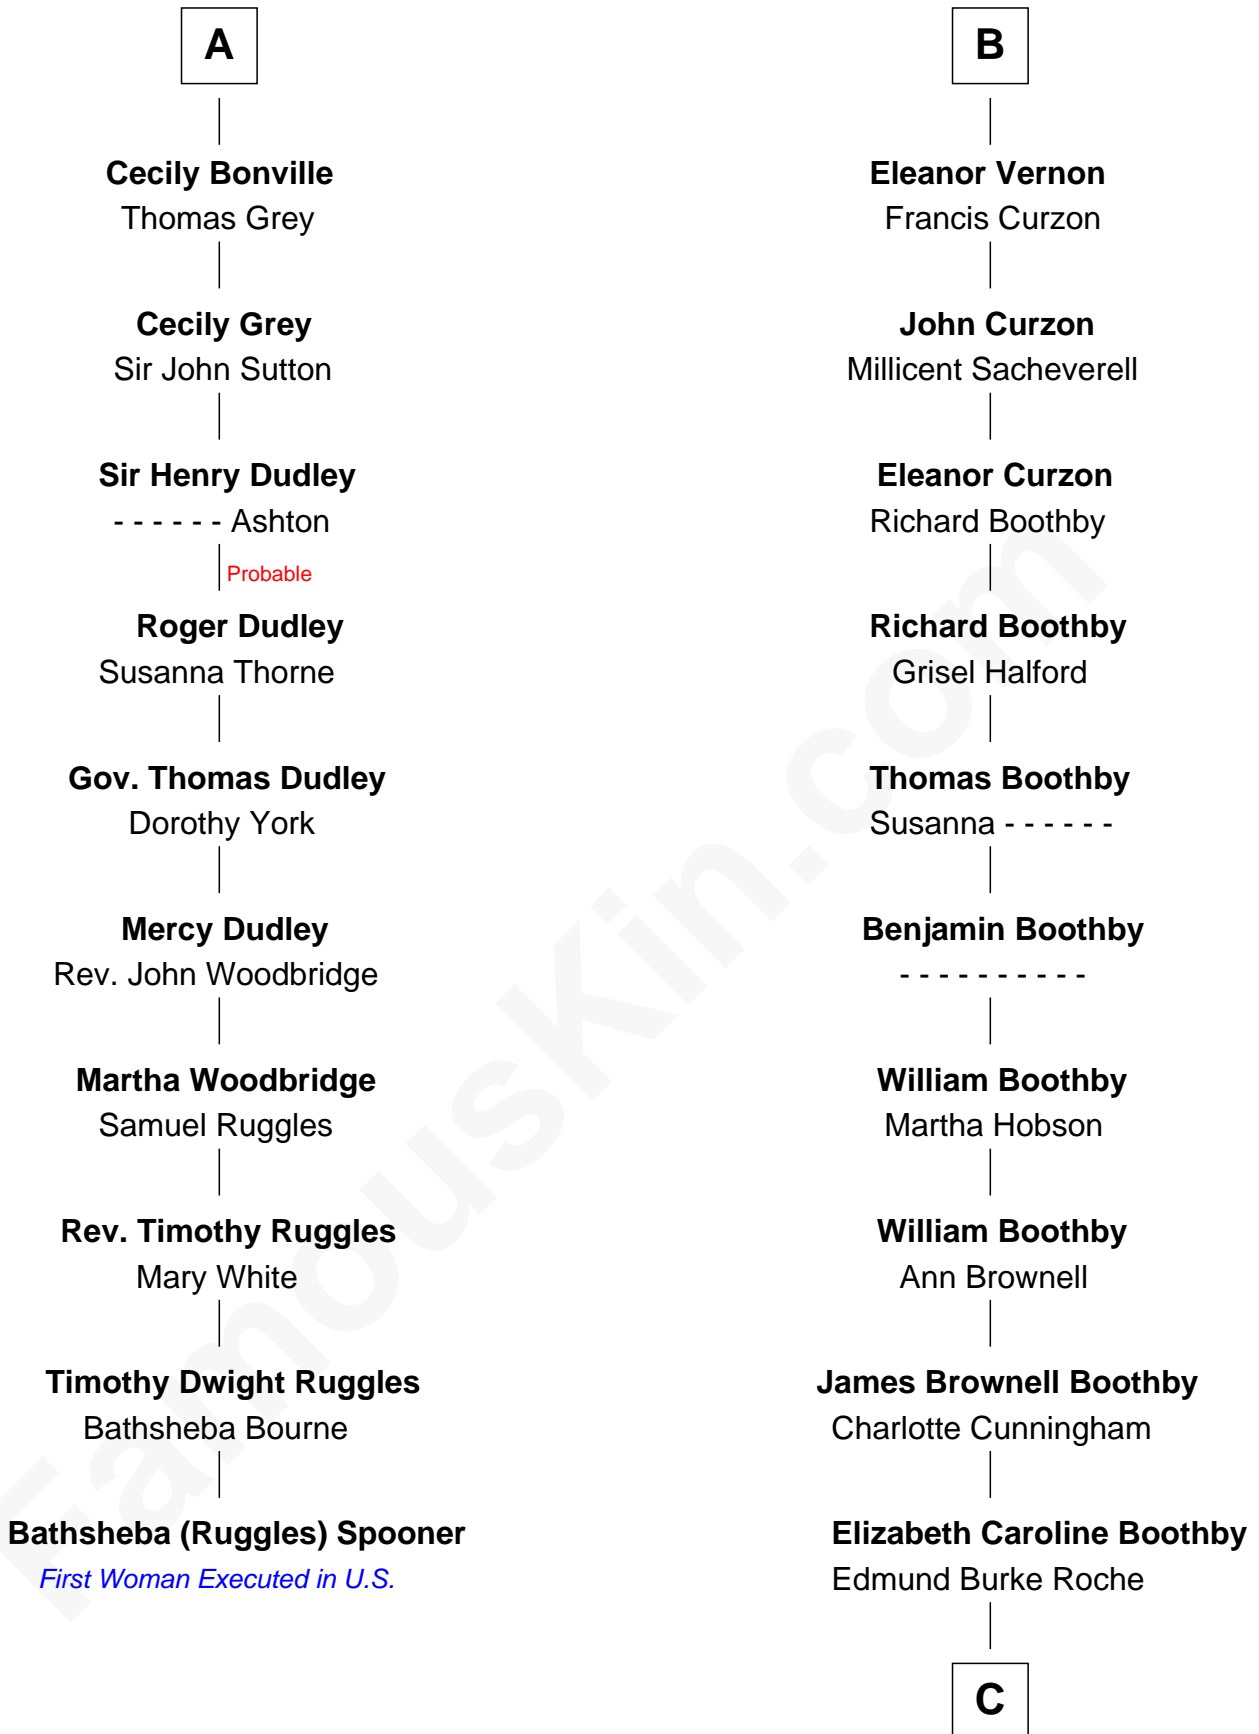 A
Cecily Bonville
Thomas Grey
Cecily Grey
Sir John Sutton
Sir Henry Dudley
- - - - - - Ashton
Probable
Roger Dudley
Susanna Thorne
Gov. Thomas Dudley
Dorothy York
Mercy Dudley
Rev. John Woodbridge
Martha Woodbridge
Samuel Ruggles
Rev. Timothy Ruggles
Mary White
Timothy Dwight Ruggles
Bathsheba Bourne
Bathsheba (Ruggles) Spooner
First Woman Executed in U.S.
B
Eleanor Vernon
Francis Curzon
John Curzon
Millicent Sacheverell
Eleanor Curzon
Richard Boothby
Richard Boothby
Grisel Halford
Thomas Boothby
Susanna - - - - - -
Benjamin Boothby
- - - - - - - - - -
William Boothby
Martha Hobson
William Boothby
Ann Brownell
James Brownell Boothby
Charlotte Cunningham
Elizabeth Caroline Boothby
Edmund Burke Roche
C
FamousKin.com